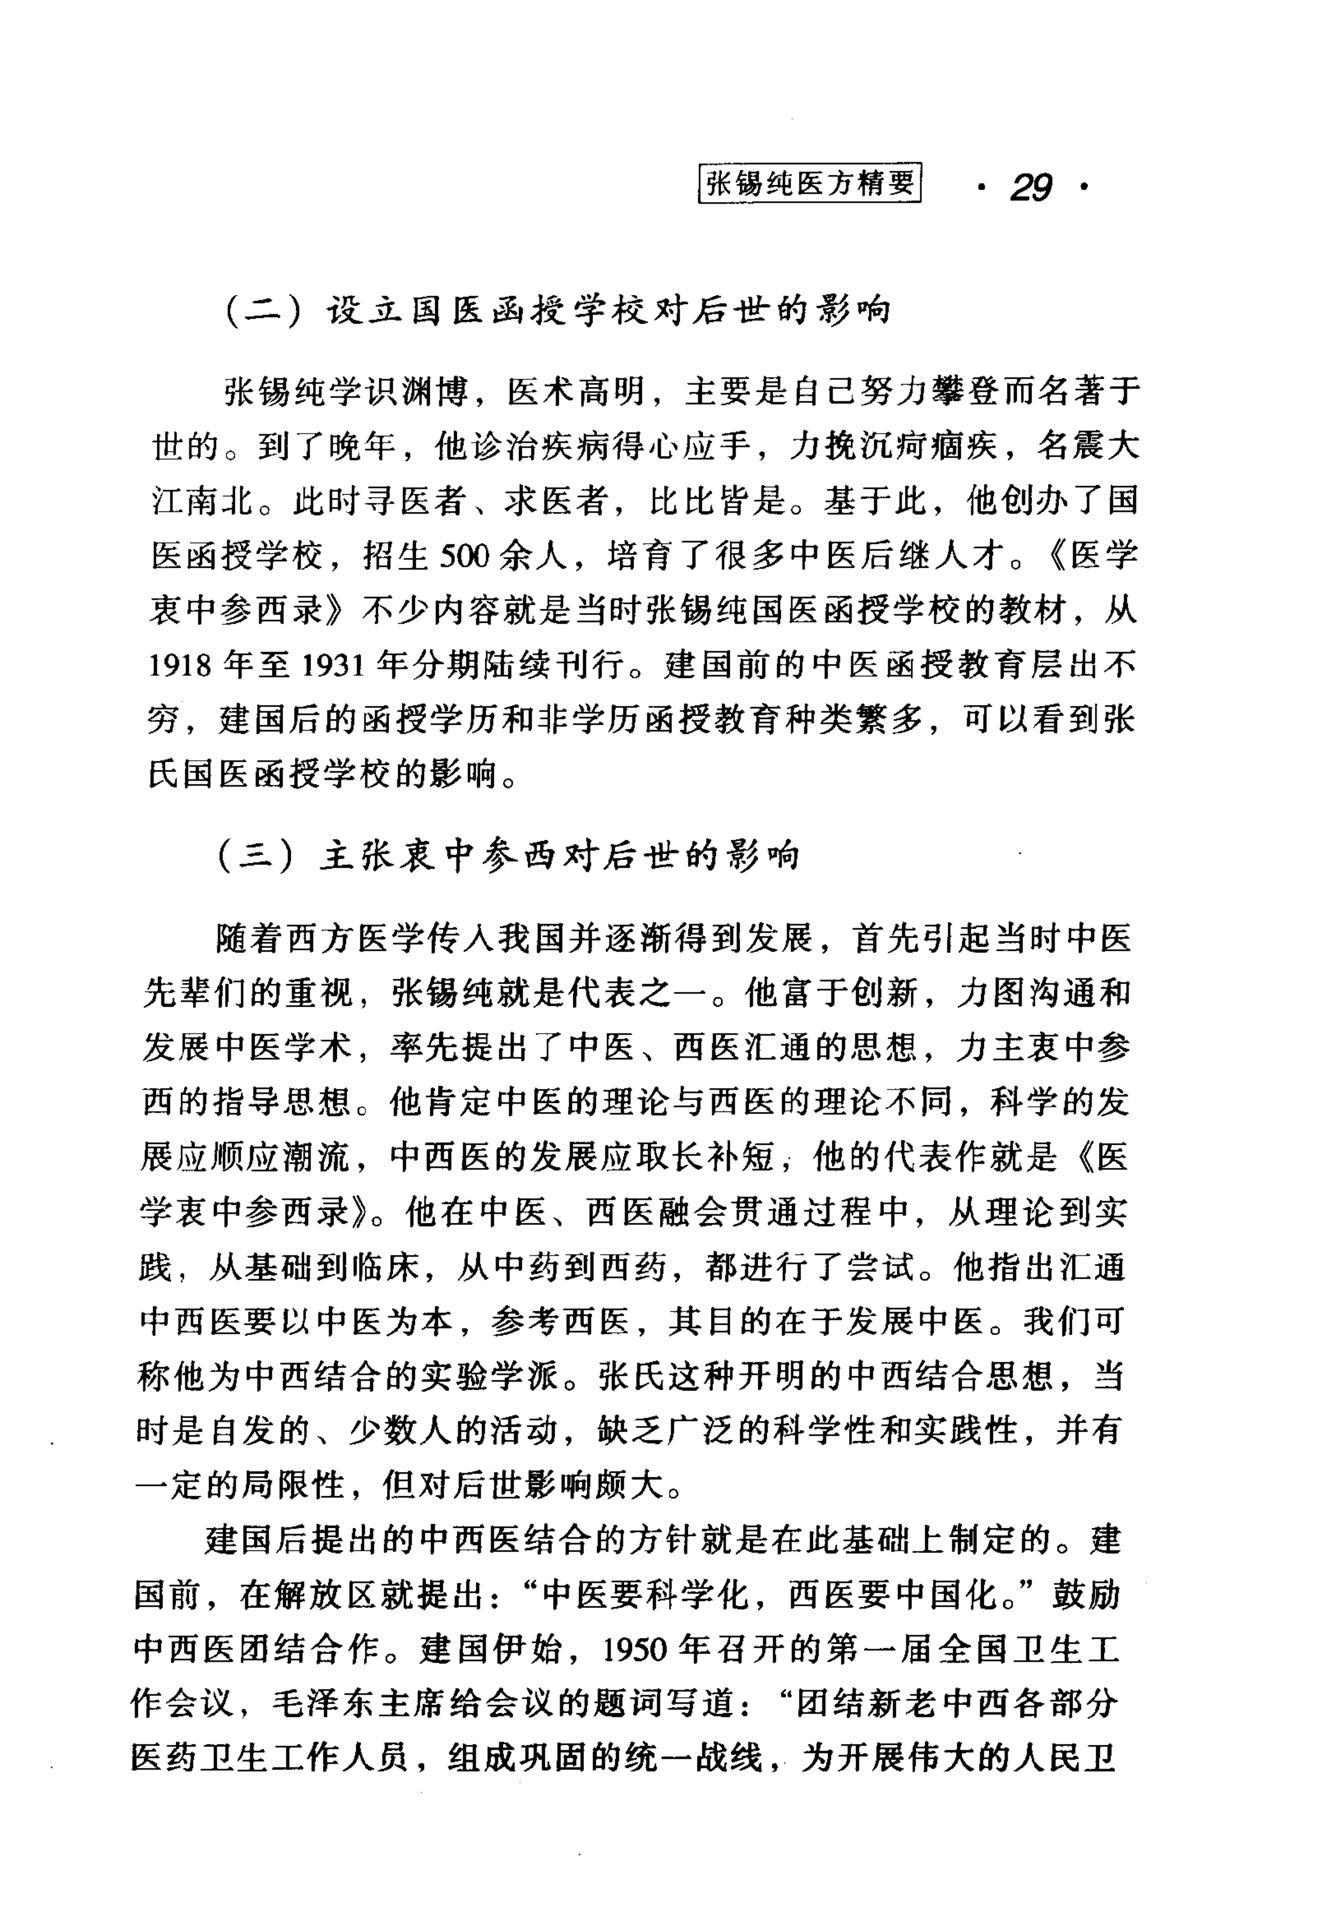 张锡纯医方精要 · 29 ·
（二）设立国医函授学校对后世的影响
张锡纯学识渊博，医术高明，主要是自己努力攀登而名著于
世的。到了晚年，他诊治疾病得心应手，力挽沉疴痼疾，名震大
江南北。此时寻医者、求医者，比比皆是。基于此，他创办了国
医函授学校，招生 500 余人，培育了很多中医后继人才。《医学
衷中参西录》不少内容就是当时张锡纯国医函授学校的教材，从
1918 年至 1931 年分期陆续刊行。建国前的中医函授教育层出不
穷，建国后的函授学历和非学历函授教育种类繁多，可以看到张
氏国医函授学校的影响。
（三）主张衷中参西对后世的影响
随着西方医学传入我国并逐渐得到发展，首先引起当时中医
先辈们的重视，张锡纯就是代表之一。他富于创新，力图沟通和
发展中医学术，率先提出了中医、西医汇通的思想，力主衷中参
西的指导思想。他肯定中医的理论与西医的理论不同，科学的发
展应顺应潮流，中西医的发展应取长补短，他的代表作就是《医
学衷中参西录》。他在中医、西医融会贯通过程中，从理论到实
践，从基础到临床，从中药到西药，都进行了尝试。他指出汇通
中西医要以中医为本，参考西医，其目的在于发展中医。我们可
称他为中西结合的实验学派。张氏这种开明的中西结合思想，当
时是自发的、少数人的活动，缺乏广泛的科学性和实践性，并有
一定的局限性，但对后世影响颇大。
建国后提出的中西医结合的方针就是在此基础上制定的。建
国前，在解放区就提出：“中医要科学化，西医要中国化。”鼓励
中西医团结合作。建国伊始，1950 年召开的第一届全国卫生工
作会议，毛泽东主席给会议的题词写道：“团结新老中西各部分
医药卫生工作人员，组成巩固的统一战线，为开展伟大的人民卫